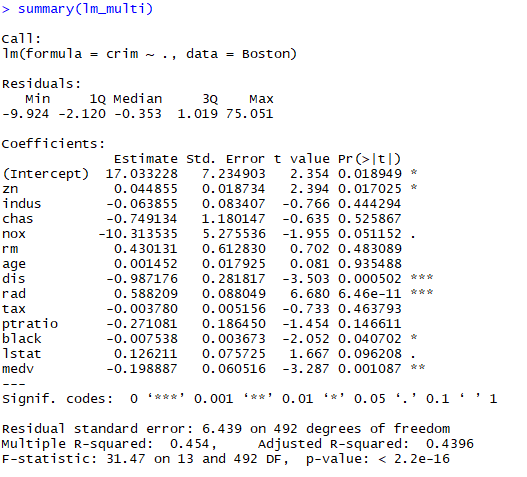 > summary(lm_multi)
Call:
lm(formula = crim ~ ., data = Boston)
Residuals:
Min 1Q Median 3Q Max
-9.924 -2.120 -0.353 1.019 75.051
Coefficients:
Estimate Std. Error t value Pr(>|t|)
(Intercept) 17.033228 7.234903 2.354 0.018949 *
zn 0.044855 0.018734 2.394 0.017025 *
indus -0.063855 0.083407 -0.766 0.444294
chas -0.749134 1.180147 -0.635 0.525867
nox -10.313535 5.275536 -1.955 0.051152 .
rm 0.430131 0.612830 0.702 0.483089
age 0.001452 0.017925 0.081 0.935488
dis -0.987176 0.281817 -3.503 0.000502 ***
rad 0.588209 0.088049 6.680 6.46e-11 ***
tax -0.003780 0.005156 -0.733 0.463793
ptratio -0.271081 0.186450 -1.454 0.146611
black -0.007538 0.003673 -2.052 0.040702 *
lstat 0.126211 0.075725 1.667 0.096208 .
medv -0.198887 0.060516 -3.287 0.001087 **
---
Signif. codes: 0 ‘***’ 0.001 ‘**’ 0.01 ‘*’ 0.05 ‘.’ 0.1 ‘ ’ 1
Residual standard error: 6.439 on 492 degrees of freedom
Multiple R-squared: 0.454, Adjusted R-squared: 0.4396
F-statistic: 31.47 on 13 and 492 DF, p-value: < 2.2e-16